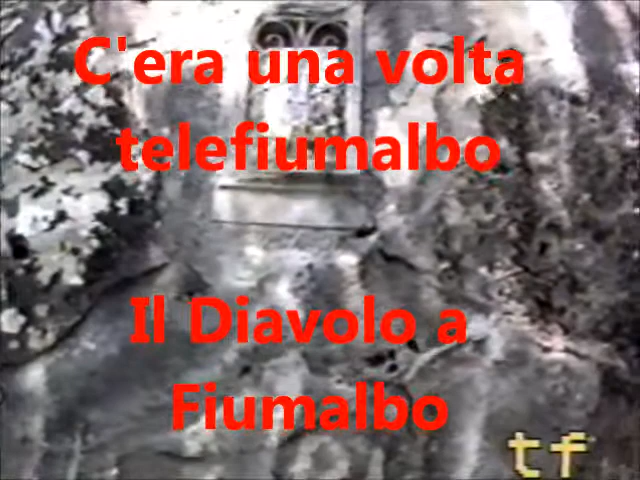 C'era una volta
telefiumalbo
Il Diavolo a
Fiumalbo
tf